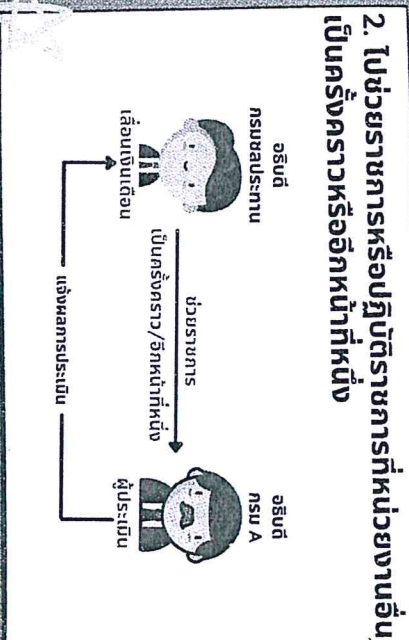 2. ไปช่วยราชการหรือปฏิบัติราชการที่หน่วยงานอื่น
เป็นครั้งคราวหรืออีกหน้าที่หนึ่ง
อธิบดี
กรมชลประทาน
เลื่อนเงินเดือน
ช่วยราชการ
เป็นครั้งคราว/อีกหน้าที่หนึ่ง
อธิบดี
กรม A
ผู้ประเมิน
แจ้งผลการประเมิน